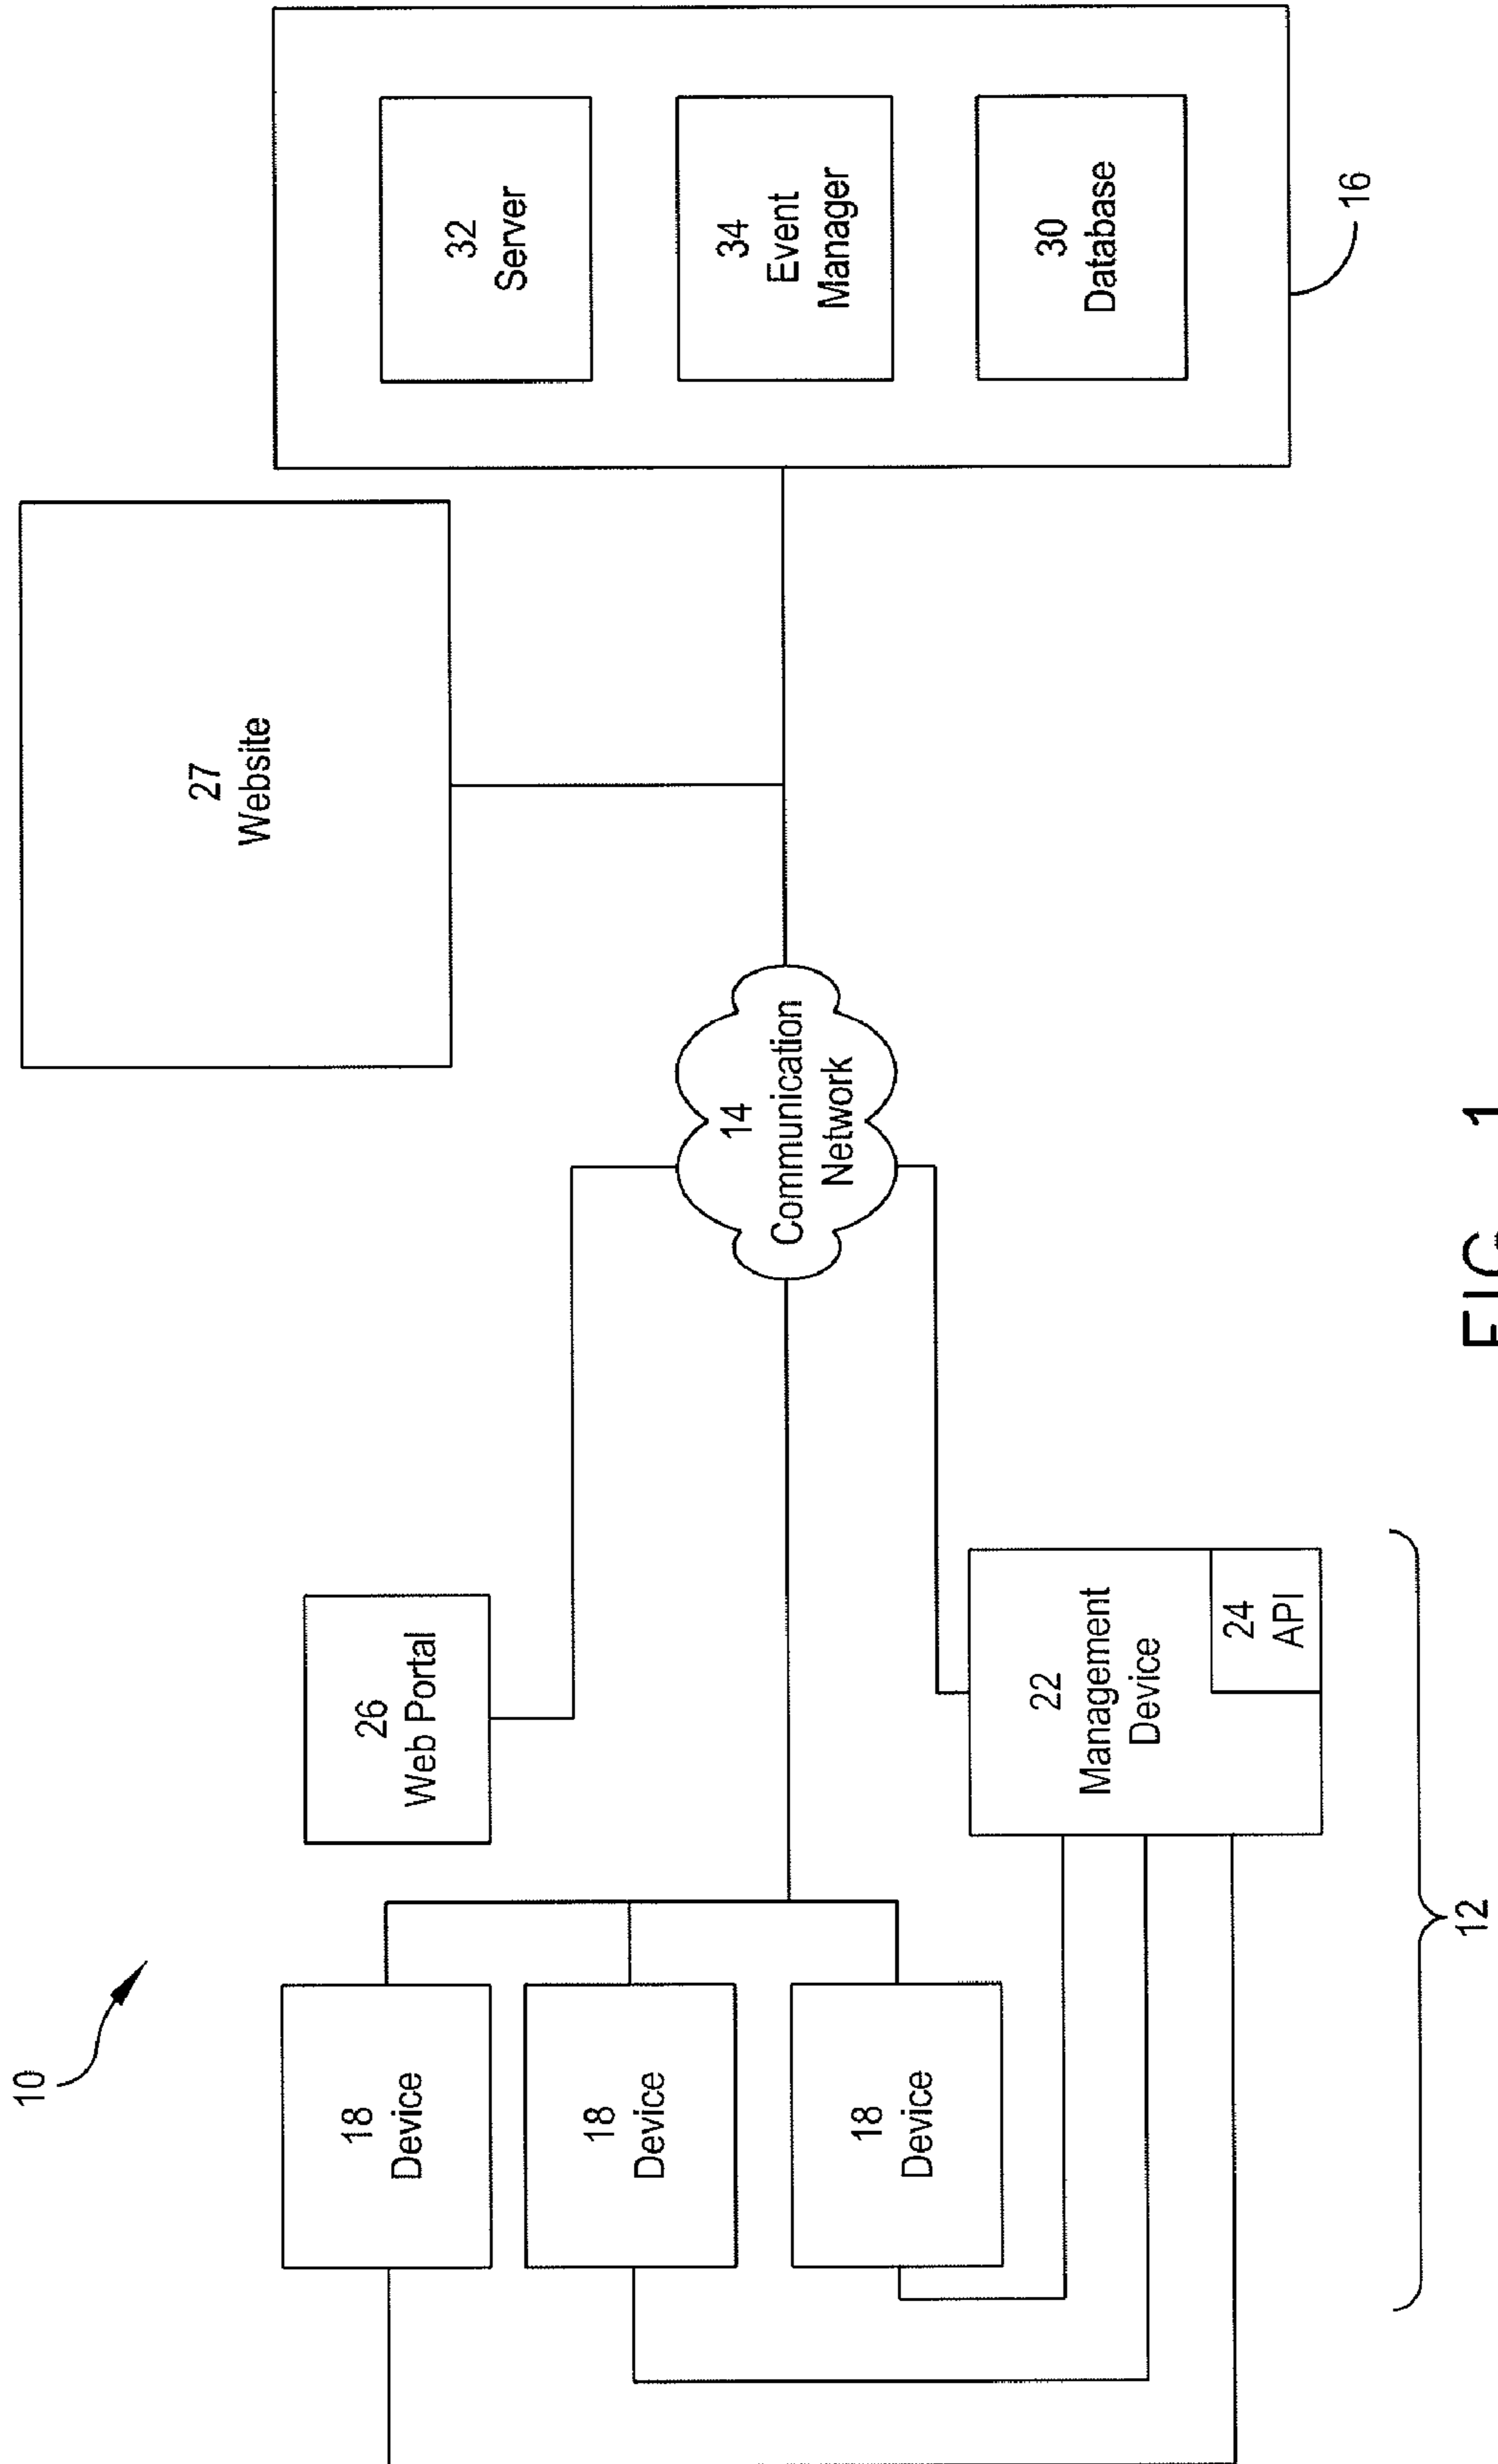 10
18
Device
18
Device
18
Device
26
Web Portal
22
Management
Device
24
API
12
14
Communication
Network
27
Website
32
Server
34
Event
Manager
30
Database
16
FIG. 1